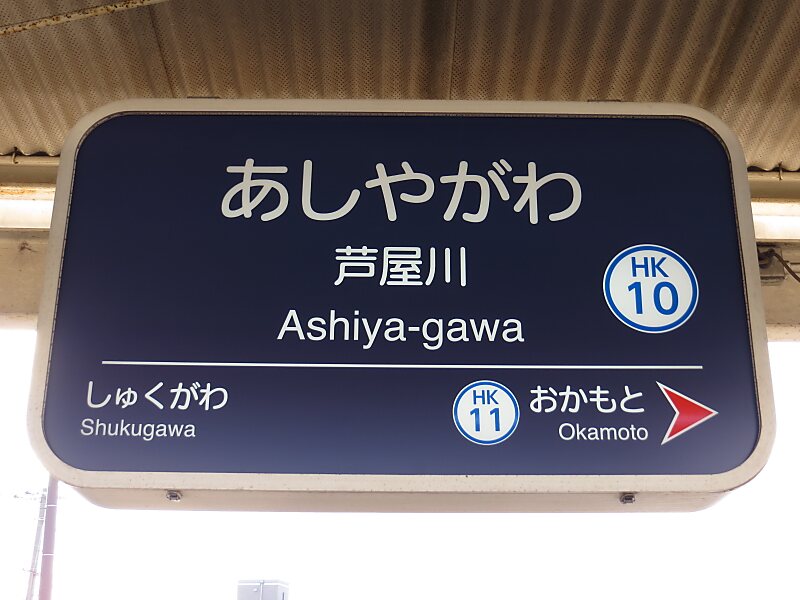 あしやがわ
芦屋川
Ashiya-gawa
HK
10
しゅくがわ
Shukugawa
HK
11
おかもと
Okamoto